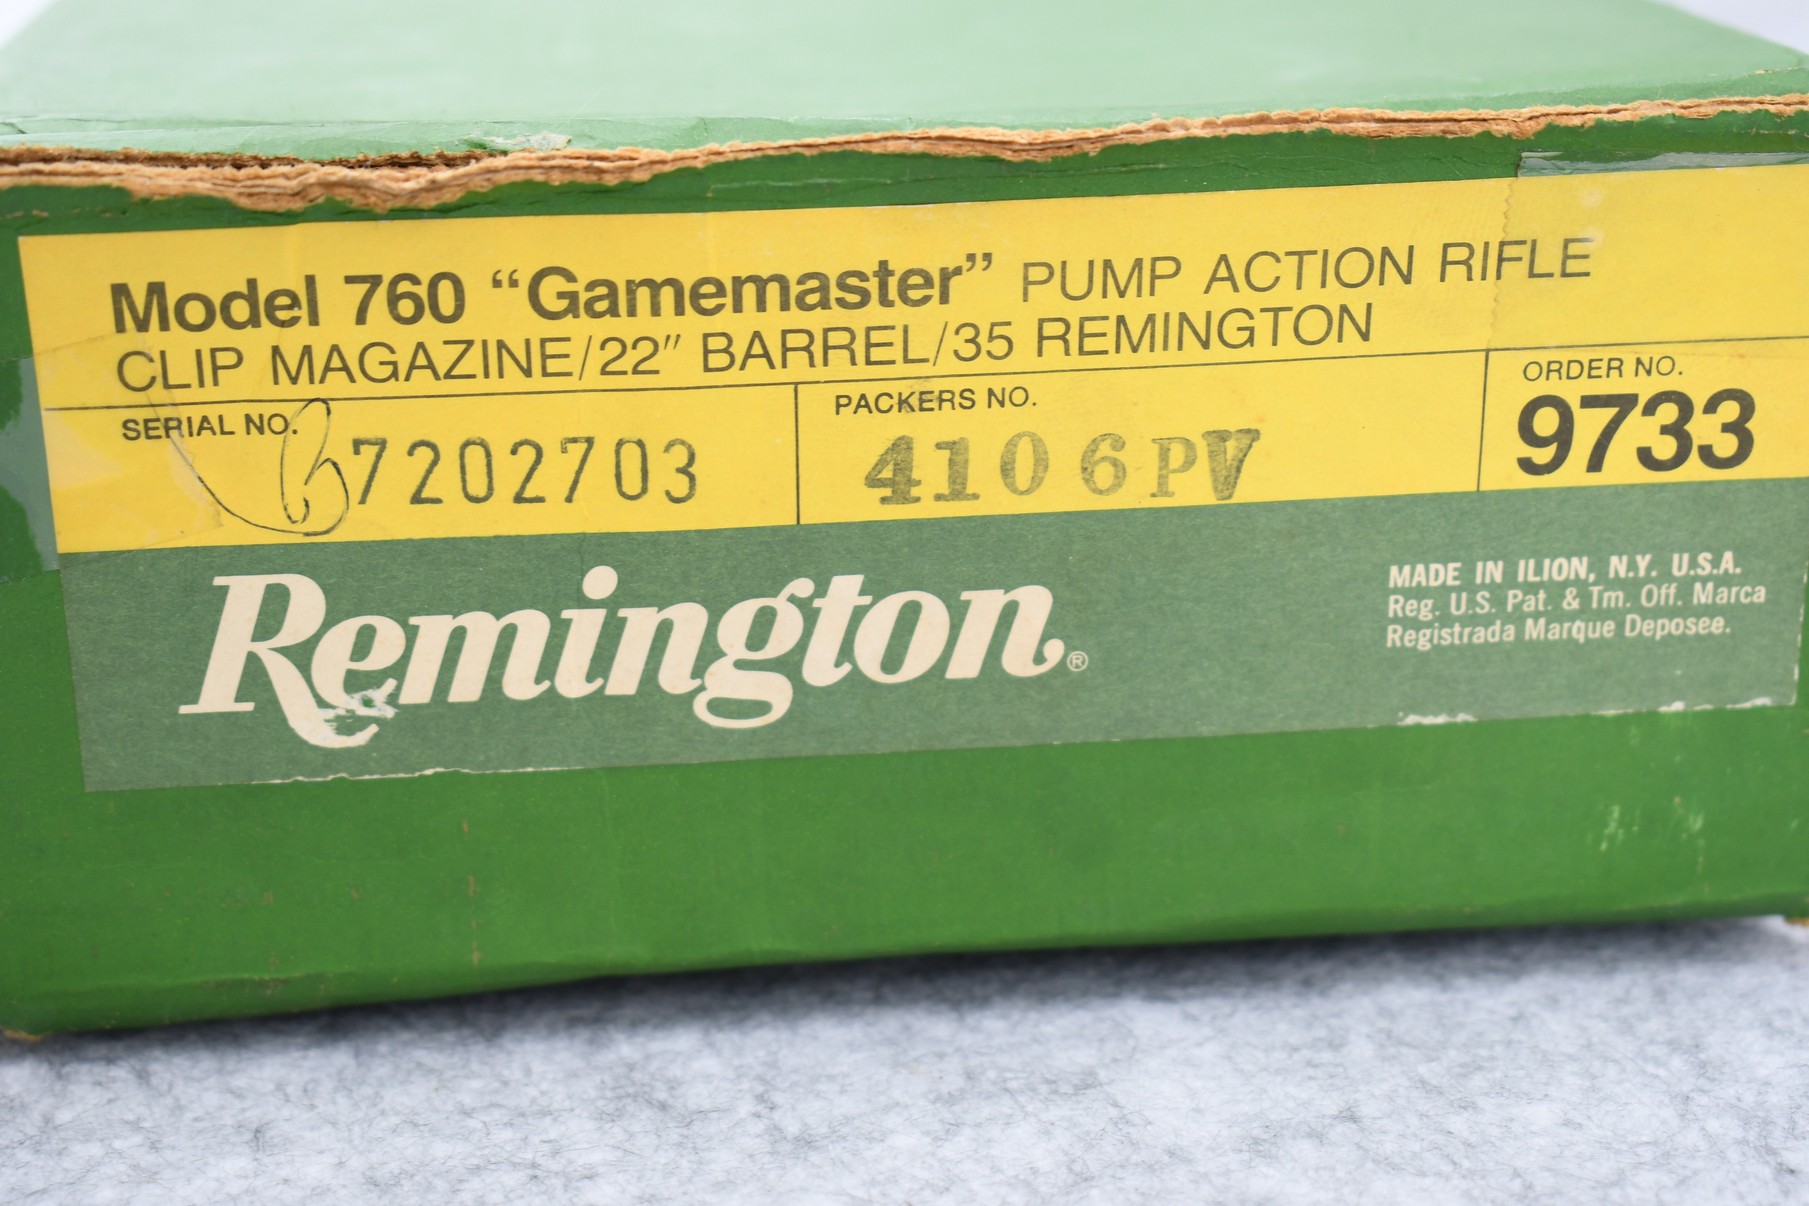 Model 760 “Gamemaster” PUMP ACTION RIFLE
CLIP MAGAZINE/22″ BARREL/35 REMINGTON
SERIAL NO. B7202703
PACKERS NO. 4106PV
ORDER NO. 9733
Remington®
MADE IN ILION, N.Y. U.S.A.
Reg. U.S. Pat. & Tm. Off. Marca
Registrada Marque Deposee.